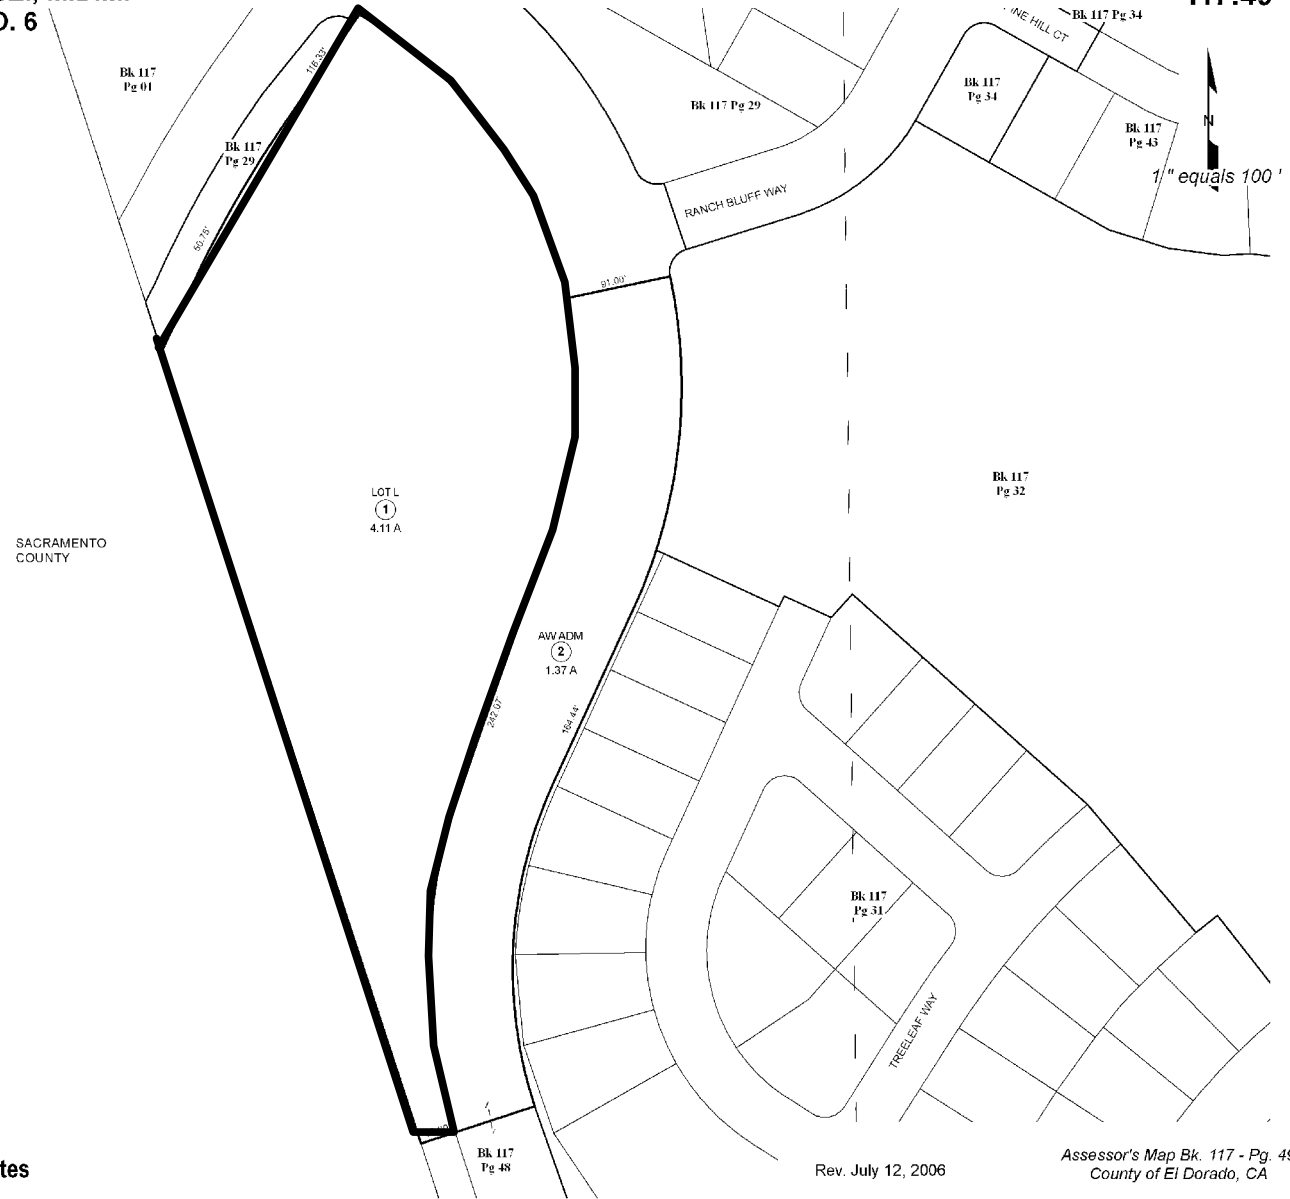 O. 6
Bk 117
Pg 01
116.33'
Bk 117
Pg 29
50.75'
Bk 117 Pg 29
RANCH BLUFF WAY
PINE HILL CT
Bk 117 Pg 34
Bk 117
Pg 34
Bk 117
Pg 43
N
1 " equals 100 '
91.00'
LOT L
1
4.11 A
SACRAMENTO
COUNTY
Bk 117
Pg 32
AW ADM
2
1.37 A
242.07'
164.44'
Bk 117
Pg 31
TREELEAF WAY
Bk 117
Pg 48
tes
Rev. July 12, 2006
Assessor's Map Bk. 117 - Pg. 49
County of El Dorado, CA